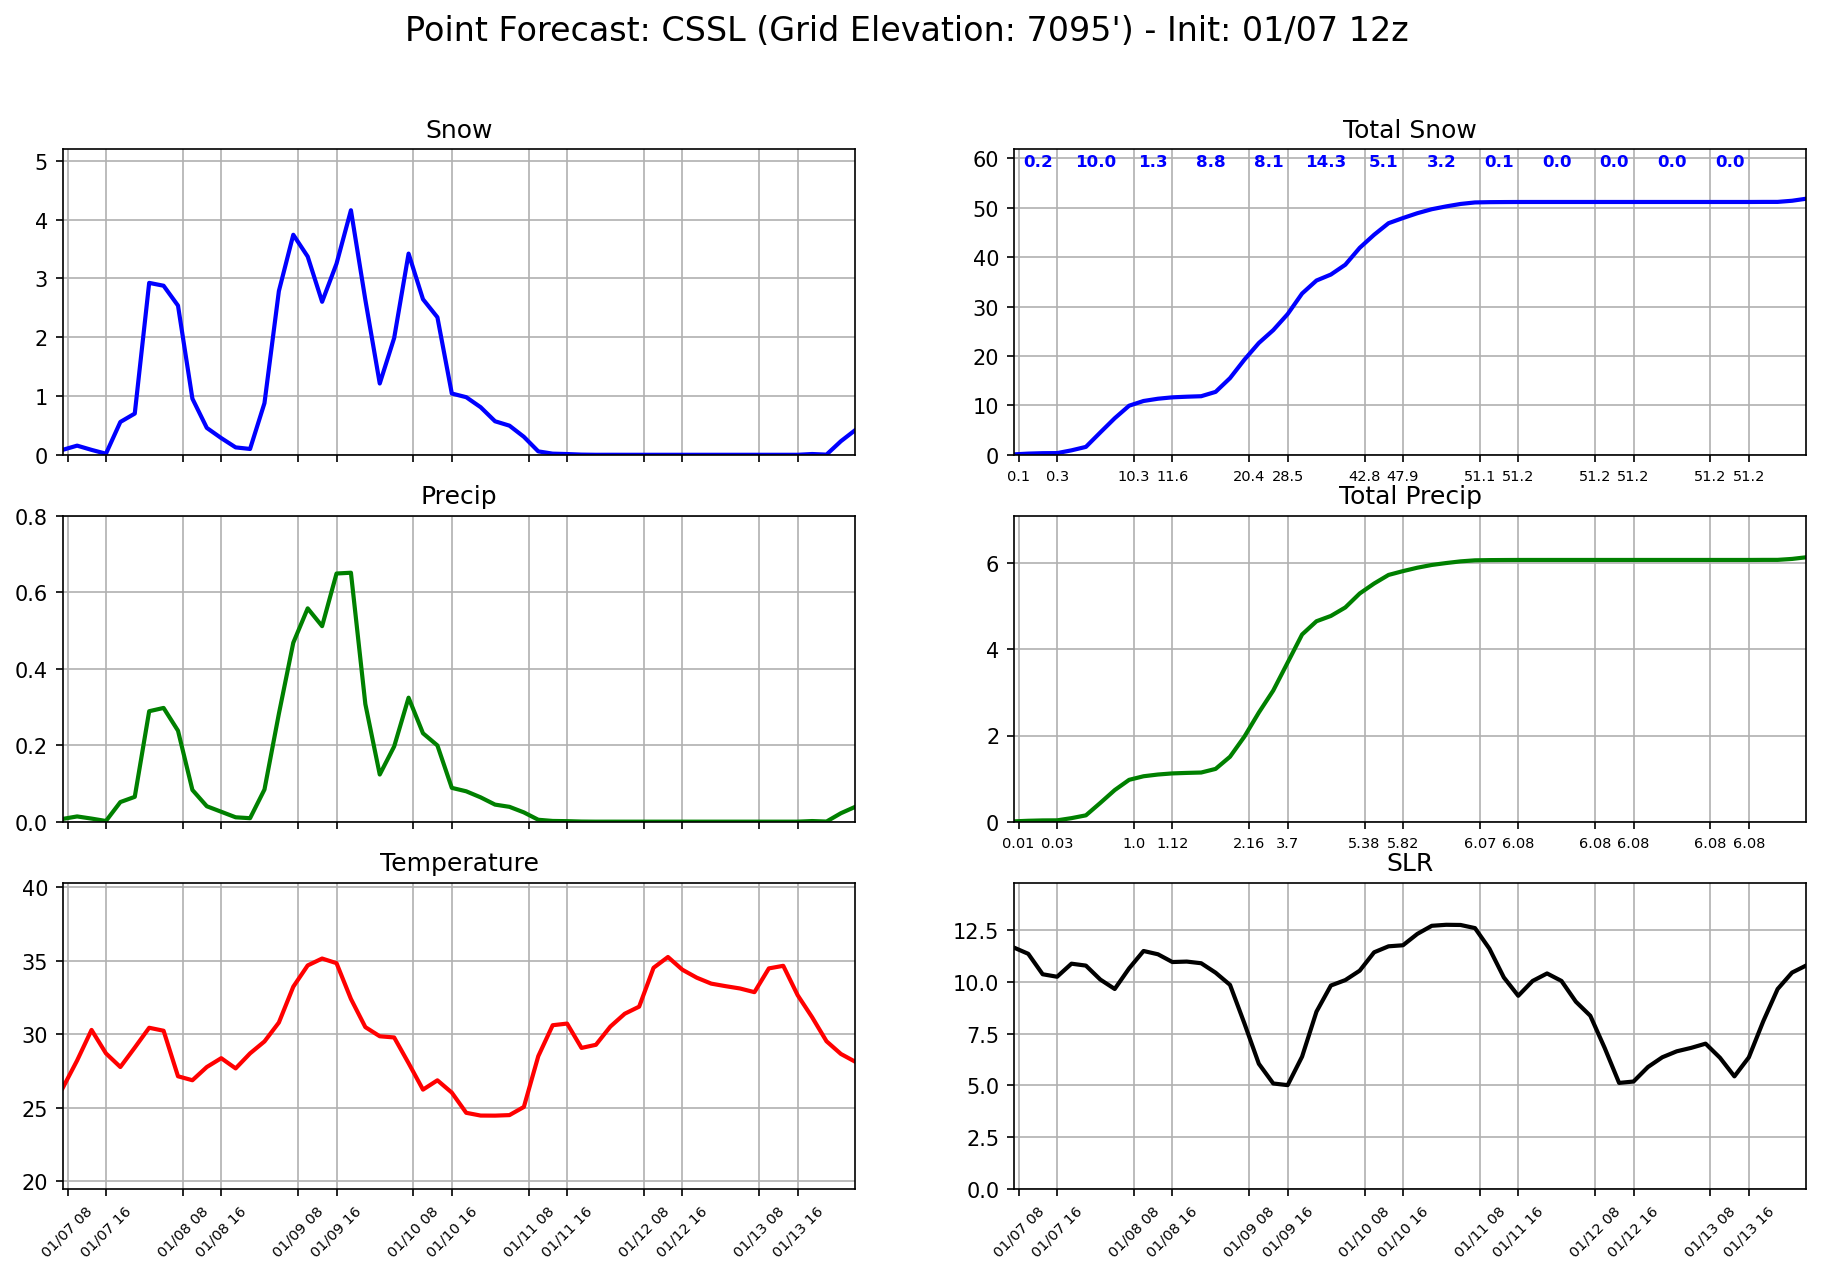 Point Forecast: CSSL (Grid Elevation: 7095') - Init: 01/07 12z
Snow
5
4
3
2
1
0
Total Snow
60
50
40
30
20
10
0
0.2 10.0 1.3 8.8 8.1 14.3 5.1 3.2 0.1 0.0 0.0 0.0 0.0
0.1 0.3 10.3 11.6 20.4 28.5 42.8 47.9 51.1 51.2 51.2 51.2 51.2 51.2
Precip
0.8
0.6
0.4
0.2
0.0
Total Precip
6
4
2
0
0.01 0.03 1.0 1.12 2.16 3.7 5.38 5.82 6.07 6.08 6.08 6.08 6.08 6.08
Temperature
40
35
30
25
20
01/07 08 01/07 16 01/08 08 01/08 16 01/09 08 01/09 16 01/10 08 01/10 16 01/11 08 01/11 16 01/12 08 01/12 16 01/13 08 01/13 16
SLR
12.5
10.0
7.5
5.0
2.5
0.0
01/07 08 01/07 16 01/08 08 01/08 16 01/09 08 01/09 16 01/10 08 01/10 16 01/11 08 01/11 16 01/12 08 01/12 16 01/13 08 01/13 16